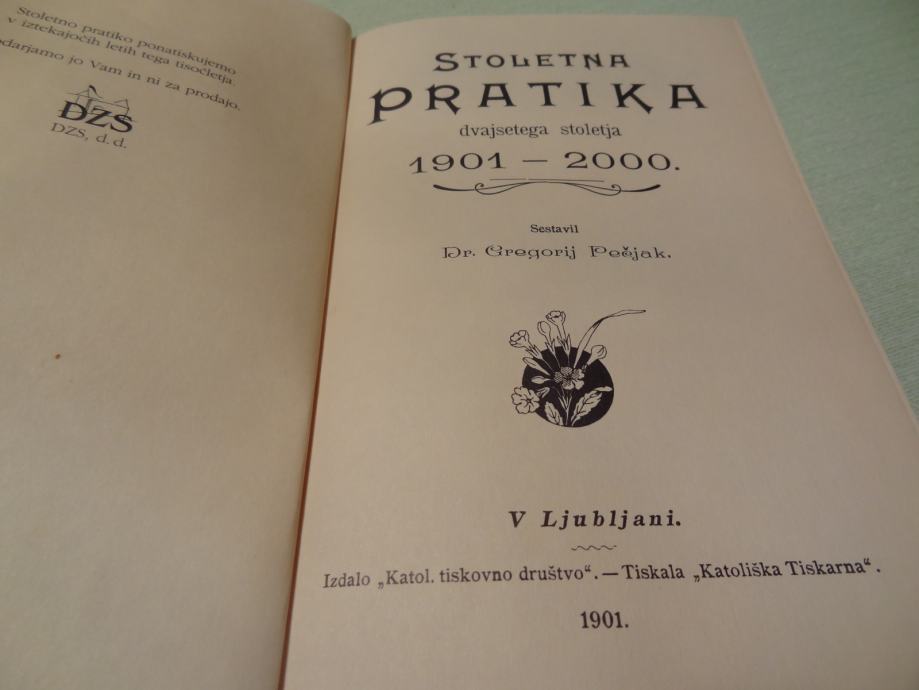 Stoletno pratiko ponatiskujemo
v iztekajočih letih tega tisočletja.
darjamo jo Vam in ni za prodajo.
DZS
DZS, d. d.
STOLETNA
PRATIKA
dvajsetega stoletja
1901 – 2000.
Sestavil
Dr. Gregorij Pečjak.
V Ljubljani.
Izdalo „Katol. tiskovno društvo“. — Tiskala „Katoliška Tiskarna“.
1901.